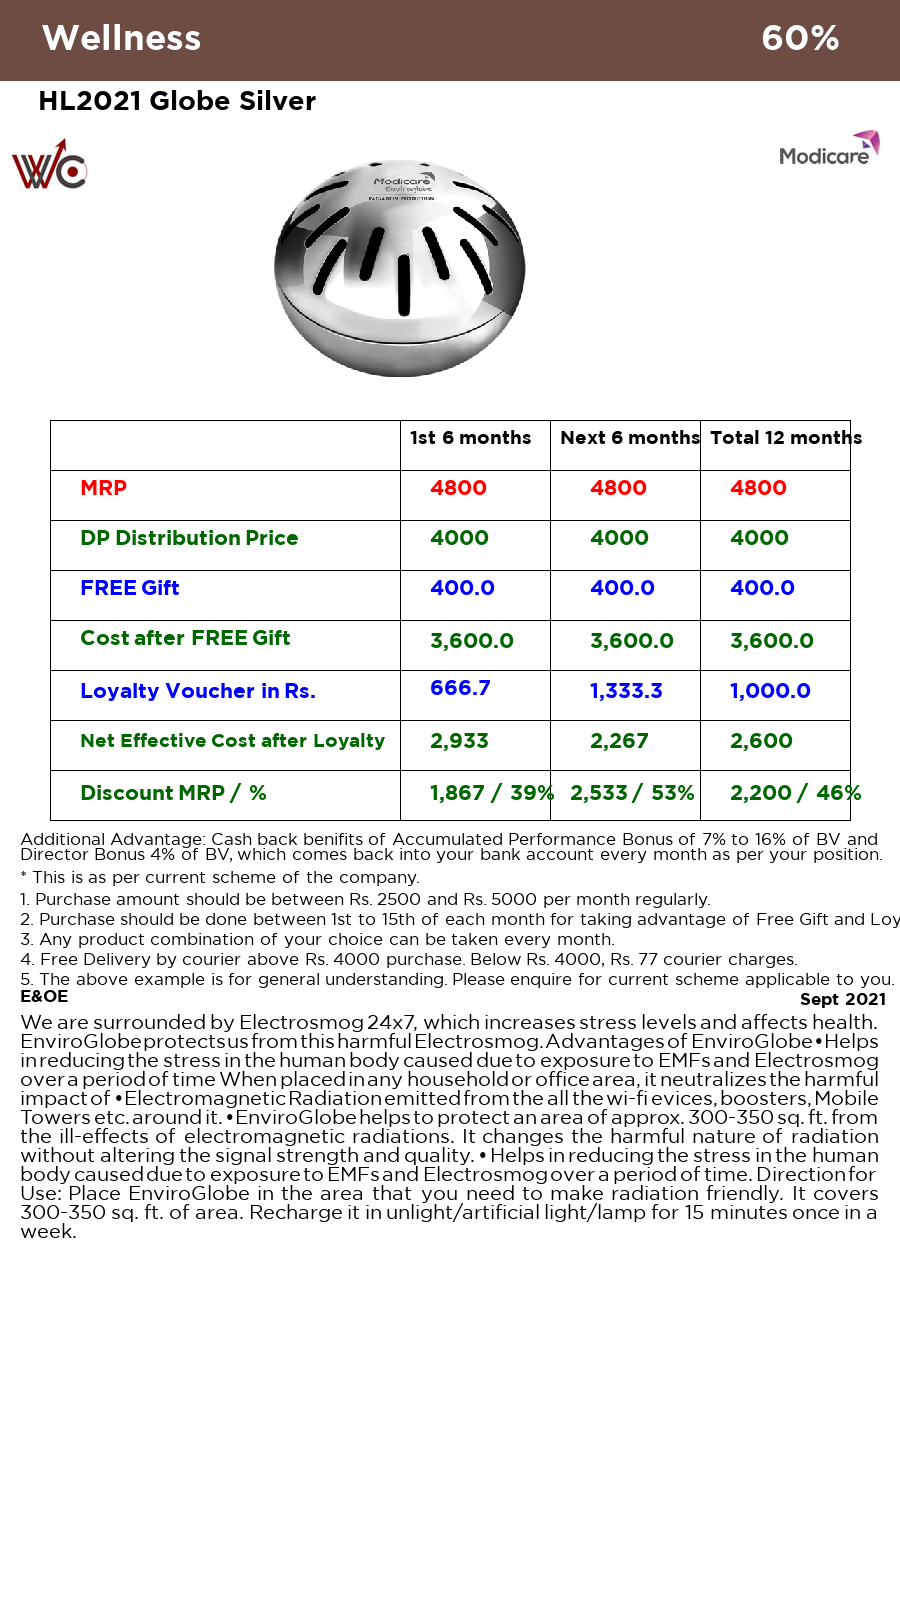 Wellness 60%
HL2021 Globe Silver
WC
Modicare
Modicare
Enviroglobe
RADIATION PROTECTION
1st 6 months Next 6 months Total 12 months
MRP 4800 4800 4800
DP Distribution Price 4000 4000 4000
FREE Gift 400.0 400.0 400.0
Cost after FREE Gift 3,600.0 3,600.0 3,600.0
Loyalty Voucher in Rs. 666.7 1,333.3 1,000.0
Net Effective Cost after Loyalty 2,933 2,267 2,600
Discount MRP / % 1,867 / 39% 2,533 / 53% 2,200 / 46%
Additional Advantage: Cash back benifits of Accumulated Performance Bonus of 7% to 16% of BV and
Director Bonus 4% of BV, which comes back into your bank account every month as per your position.
* This is as per current scheme of the company.
1. Purchase amount should be between Rs. 2500 and Rs. 5000 per month regularly.
2. Purchase should be done between 1st to 15th of each month for taking advantage of Free Gift and Loy
3. Any product combination of your choice can be taken every month.
4. Free Delivery by courier above Rs. 4000 purchase. Below Rs. 4000, Rs. 77 courier charges.
5. The above example is for general understanding. Please enquire for current scheme applicable to you.
E&OE Sept 2021
We are surrounded by Electrosmog 24x7, which increases stress levels and affects health.
EnviroGlobe protects us from this harmful Electrosmog. Advantages of EnviroGlobe • Helps
in reducing the stress in the human body caused due to exposure to EMFs and Electrosmog
over a period of time When placed in any household or office area, it neutralizes the harmful
impact of • Electromagnetic Radiation emitted from the all the wi-fi evices, boosters, Mobile
Towers etc. around it. • EnviroGlobe helps to protect an area of approx. 300-350 sq. ft. from
the ill-effects of electromagnetic radiations. It changes the harmful nature of radiation
without altering the signal strength and quality. • Helps in reducing the stress in the human
body caused due to exposure to EMFs and Electrosmog over a period of time. Direction for
Use: Place EnviroGlobe in the area that you need to make radiation friendly. It covers
300-350 sq. ft. of area. Recharge it in unlight/artificial light/lamp for 15 minutes once in a
week.